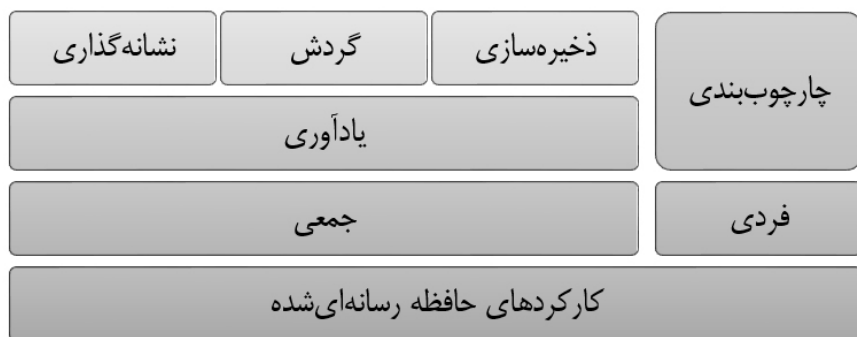 چارچوب‌بندی
ذخیره‌سازی
گردش
نشانه‌گذاری
یادآوری
فردی
جمعی
کارکردهای حافظه رسانه‌ای‌شده